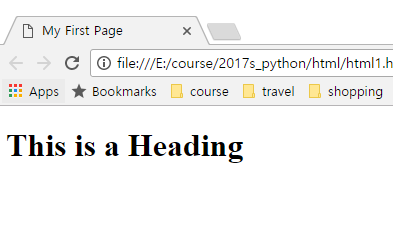 My First Page
file:///E:/course/2017s_python/html/html1.h
Apps Bookmarks course travel shopping
This is a Heading